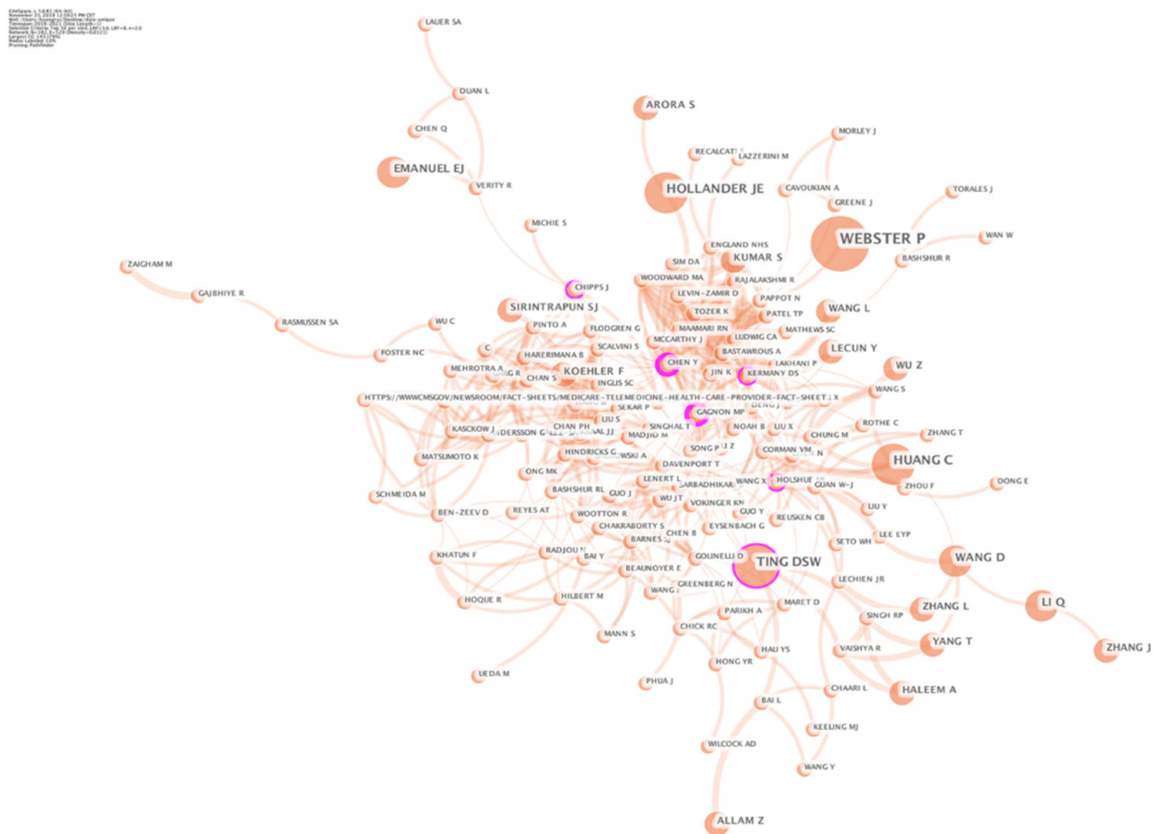 LAUER SA
DUAN L
ARORA S
CHEN Q
MORLEY J
LAZZERINI M
EMANUEL EJ
VERITY R
HOLLANDER JE
CAVOUKIAN A
TORALES J
GREENE J
MICHIE S
WEBSTER P
WAN W
ENGLAND NHS
KUMAR S
BASHSHUR R
ZAIGHAM M
SIM DA
WOODWARD MA
RAJALAKSHMI R
CHIPPS J
GAJBHIYE R
LEVIN-ZAMIR D
PAPPOT N
SIRINTRAPUN SJ
TOZER K
PATEL TP
WANG L
RASMUSSEN SA
WU C
PINTO A
FLODGREN G
MAAMARI RN
MATHEWS SC
MCCARTHY J
LUDWIG CA
SCALVINI S
LECUN Y
C
HARERIMANA B
BASTAWROUS A
FOSTER NC
CHEN Y
LAKHANI P
WU Z
MEHROTRA A
KOEHLER F
JIN K
KERMANY DS
CHAN S
INGLIS SC
WANG S
HTTPS://WWWCMSGOV/NEWSROOM/FACT-SHEETS/MEDICARE-TELEMEDICINE-HEALTH-CARE-PROVIDER-FACT-SHEET
SEKAR P
GAGNON MP
LIU S
ROTHE C
CHAN PH
SINGHAL T
NOAH B
LIU X
KASCKOW J
MADJID M
CHUNG M
ZHANG T
SONG P
CORMAN VM
HINDRICKS G
MATSUMOTO K
DAVENPORT T
HUANG C
ONG MK
LENERT L
WANG X
GUAN W-J
ZHOU F
DONG E
BASHSHUR RL
GUO J
SCHMEIDA M
WU JT
VOKINGER KN
LIU Y
BEN-ZEEV D
REYES AT
WOOTTON R
GUO Y
REUSKEN CB
CHAKRABORTY S
EYSENBACH G
CHEN B
LEE EYP
BARNES SJ
SETO WH
KHATUN F
RADJOU N
BAI Y
GOLINELLI D
TING DSW
WANG D
BEAUNOYER E
GREENBERG N
LECHIEN JR
HOQUE R
HILBERT M
MARET D
ZHANG L
LI Q
PARIKH A
SINGH RP
MANN S
CHICK RC
YANG T
ZHANG J
HAU YS
VAISHYA R
HONG YR
UEDA M
PHUA J
CHAARI L
HALEEM A
BAI L
KEELING MJ
WILCOCK AD
WANG Y
ALLAM Z